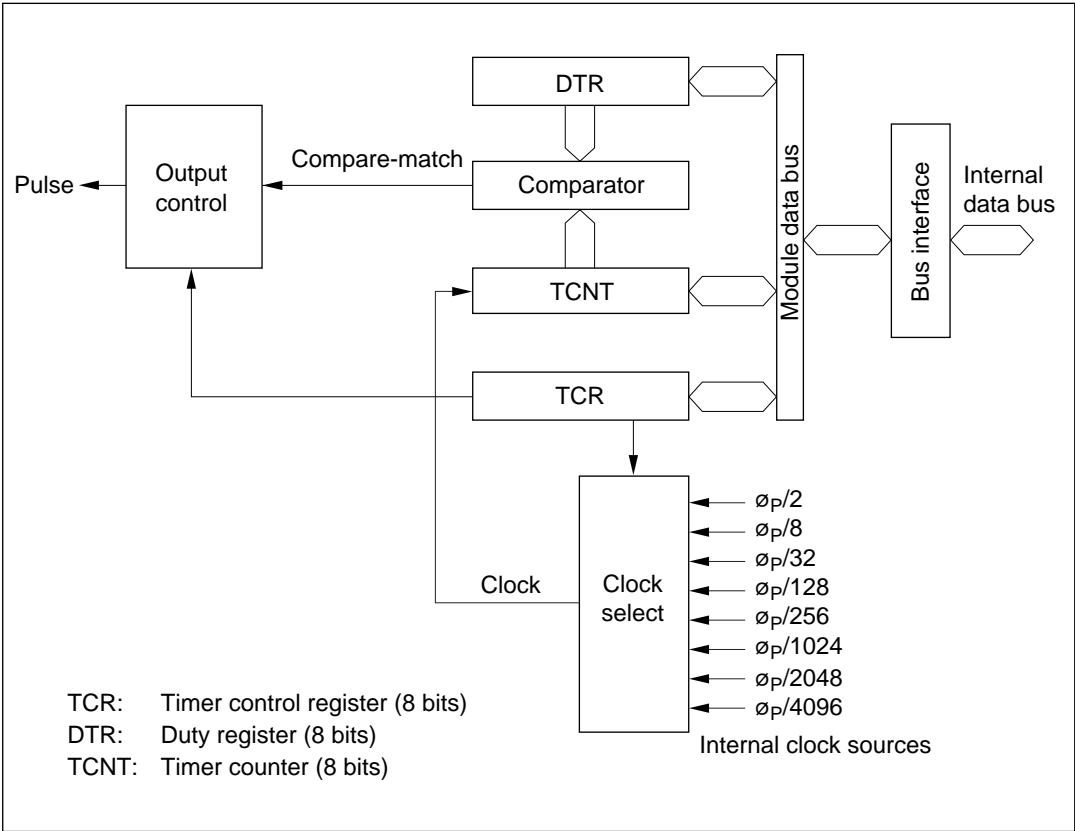 DTR
Compare-match
Comparator
Output
control
Pulse
TCNT
TCR
Module data bus
Bus interface
Internal
data bus
Clock
Clock
select
øP/2
øP/8
øP/32
øP/128
øP/256
øP/1024
øP/2048
øP/4096
Internal clock sources
TCR: Timer control register (8 bits)
DTR: Duty register (8 bits)
TCNT: Timer counter (8 bits)